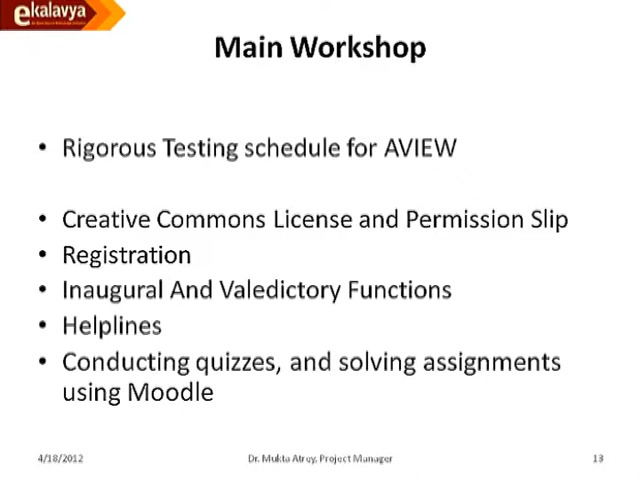 ekalavya
Main Workshop
• Rigorous Testing schedule for AVIEW
• Creative Commons License and Permission Slip
• Registration
• Inaugural And Valedictory Functions
• Helplines
• Conducting quizzes, and solving assignments
using Moodle
4/18/2012
Dr. Mukta Atrey, Project Manager
13